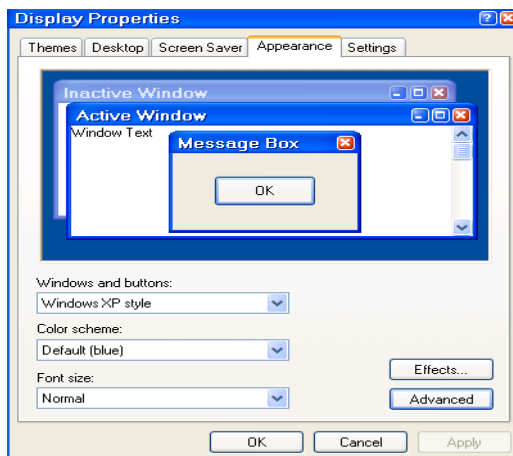 Display Properties
Themes Desktop Screen Saver Appearance Settings
Inactive Window
Active Window
Window Text
Message Box
OK
Windows and buttons:
Windows XP style
Color scheme:
Default (blue)
Effects...
Font size:
Normal
Advanced
OK Cancel Apply